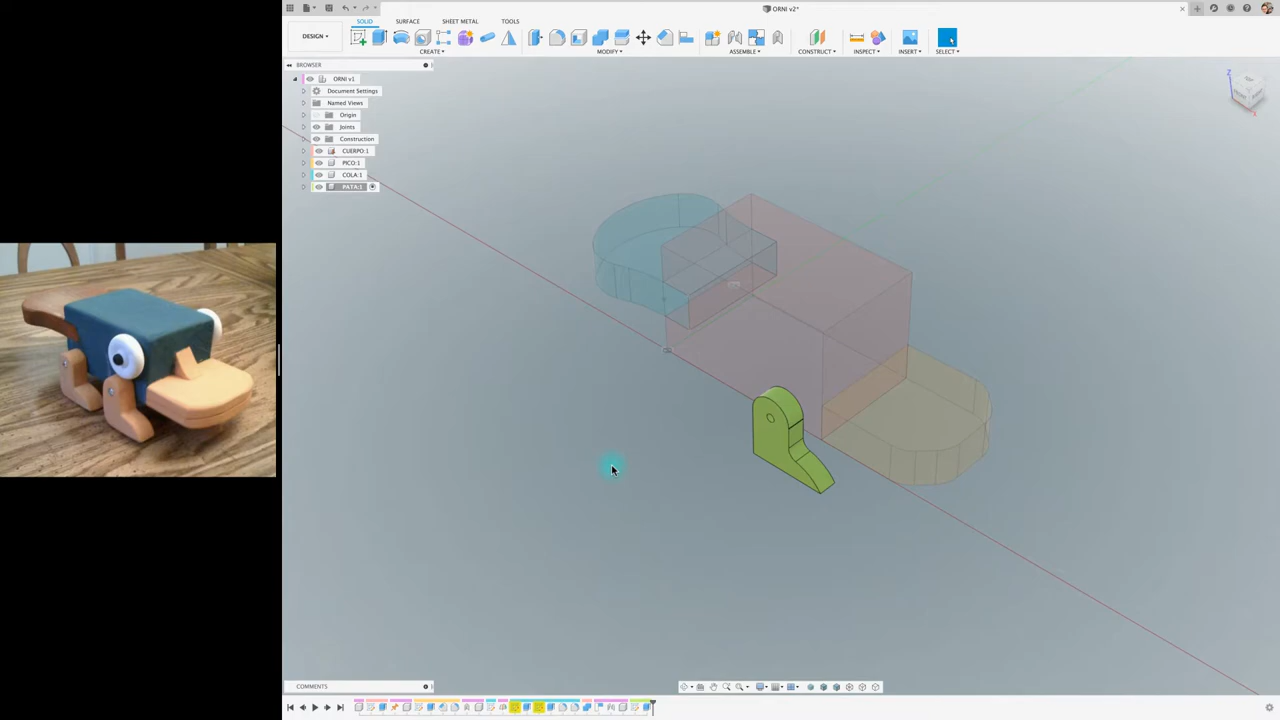 ORNI v2*
SOLID SURFACE SHEET METAL TOOLS
DESIGN
CREATE MODIFY ASSEMBLE CONSTRUCT INSPECT INSERT SELECT
BROWSER
ORNI v1
Document Settings
Named Views
Origin
Joints
Construction
CUERPO:1
PICO:1
COLA:1
PATA:1
Z
X
COMMENTS